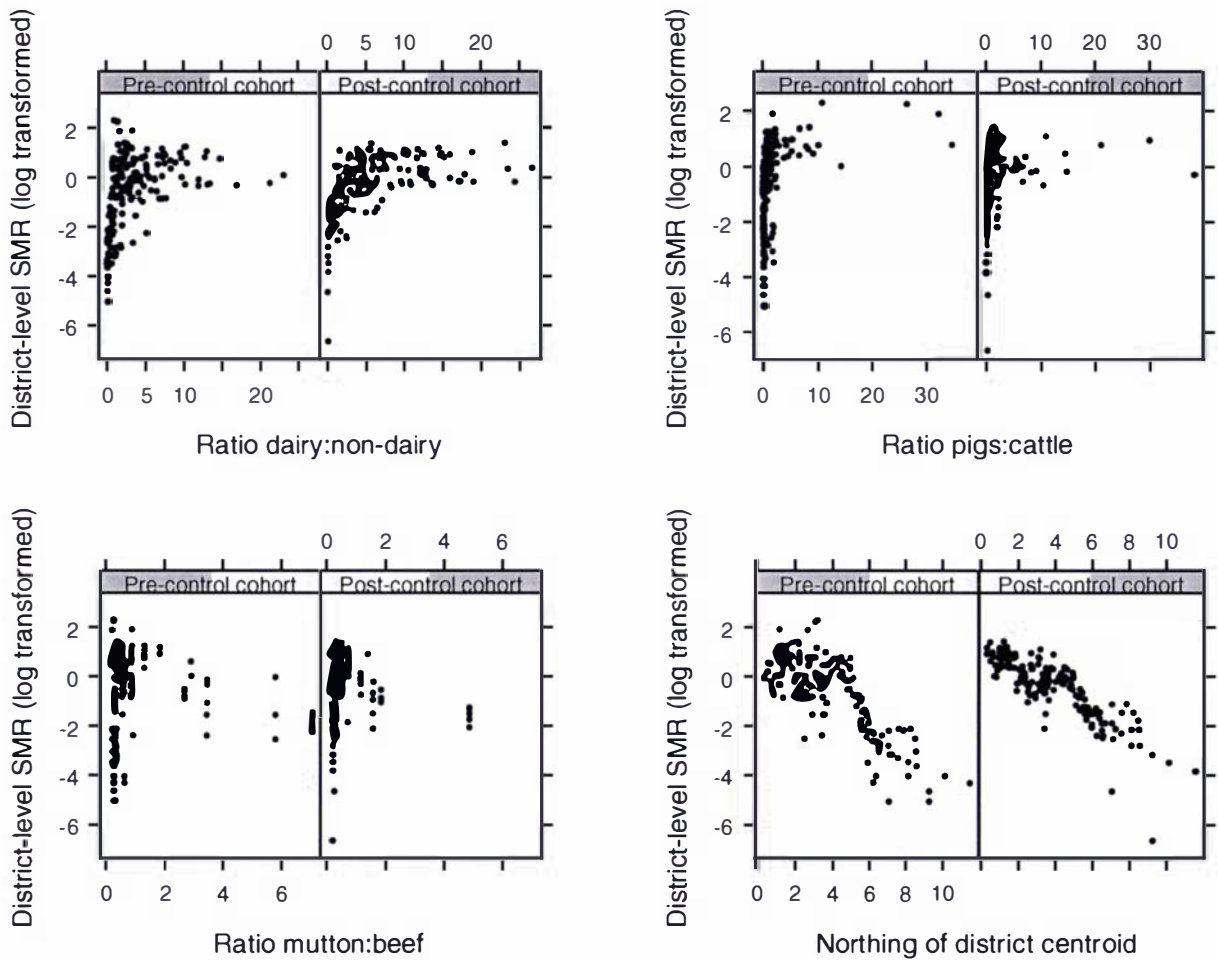 0 5 10 20
Pre-control cohort Post-control cohort
District-level SMR (log transformed)
2
0
-2
-4
-6
0 5 10 20
Ratio dairy:non-dairy
0 10 20 30
Pre-control cohort Post-control cohort
District-level SMR (log transformed)
2
0
-2
-4
-6
0 10 20 30
Ratio pigs:cattle
0 2 4 6
Pre-control cohort Post-control cohort
District-level SMR (log transformed)
2
0
-2
-4
-6
0 2 4 6
Ratio mutton:beef
0 2 4 6 8 10
Pre-control cohort Post-control cohort
District-level SMR (log transformed)
2
0
-2
-4
-6
0 2 4 6 8 10
Northing of district centroid